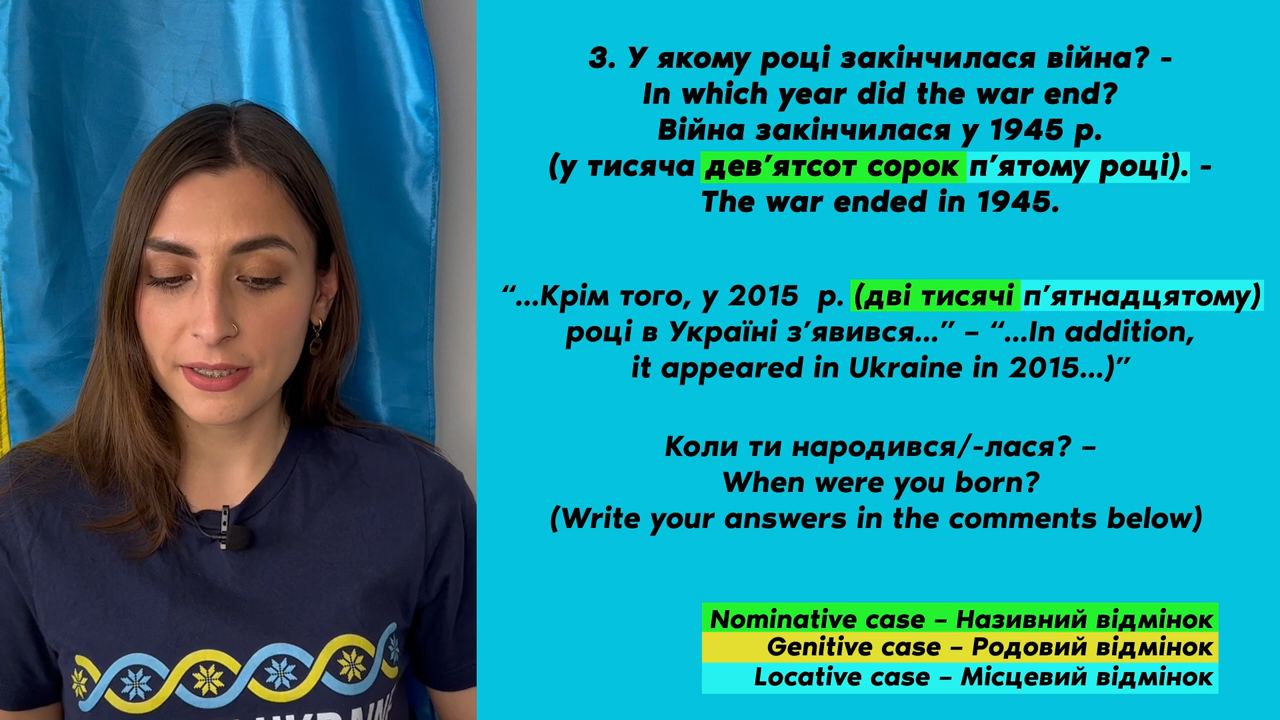 3. У якому році закінчилася війна? -
In which year did the war end?
Війна закінчилася у 1945 р.
(у тисяча дев’ятсот сорок п’ятому році). -
The war ended in 1945.
“...Крім того, у 2015 р. (дві тисячі п’ятнадцятому)
році в Україні з’явився...” – “...In addition,
it appeared in Ukraine in 2015...)”
Коли ти народився/-лася? –
When were you born?
(Write your answers in the comments below)
Nominative case – Називний відмінок
Genitive case – Родовий відмінок
Locative case – Місцевий відмінок